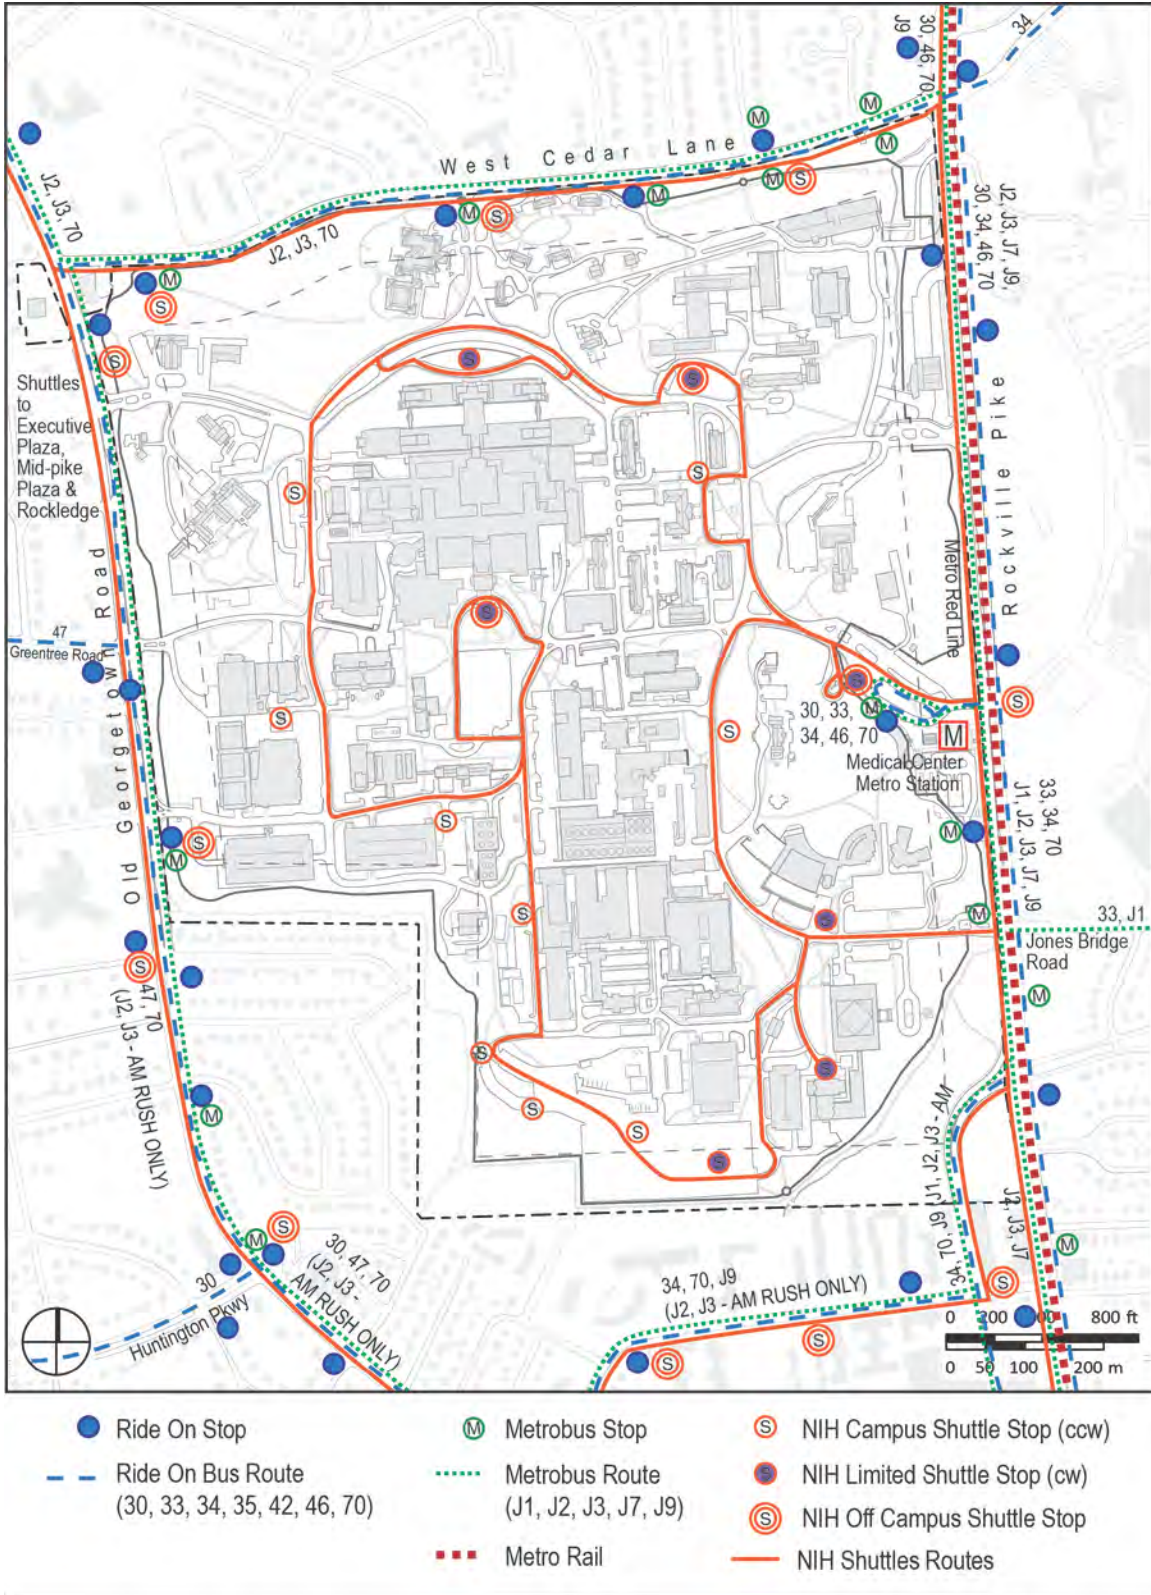 30, 46, 70,
J9
34
West Cedar Lane
J2, J3, 70
J2, J3, 70
J2, J3, J7, J9,
30, 34, 46, 70
Rockville Pike
Shuttles
to
Executive
Plaza,
Mid-pike
Plaza &
Rockledge
Old Georgetown Road
Metro Red Line
47
Greentree Road
30, 33,
34, 46, 70
M
Medical Center
Metro Station
33, 34, 70
J1, J2, J3, J7, J9
33, J1
Jones Bridge
Road
47, 70
(J2, J3 - AM RUSH ONLY)
34, 70, J9 J1, J2, J3 - AM
J2, J3, J7
30, 47, 70
(J2, J3 -
AM RUSH ONLY)
30
Huntington Pkwy
34, 70, J9
(J2, J3 - AM RUSH ONLY)
0 200 800 ft
0 50 100 200 m
Ride On Stop
Ride On Bus Route
(30, 33, 34, 35, 42, 46, 70)
M Metrobus Stop
Metrobus Route
(J1, J2, J3, J7, J9)
Metro Rail
S NIH Campus Shuttle Stop (ccw)
S NIH Limited Shuttle Stop (cw)
S NIH Off Campus Shuttle Stop
NIH Shuttles Routes